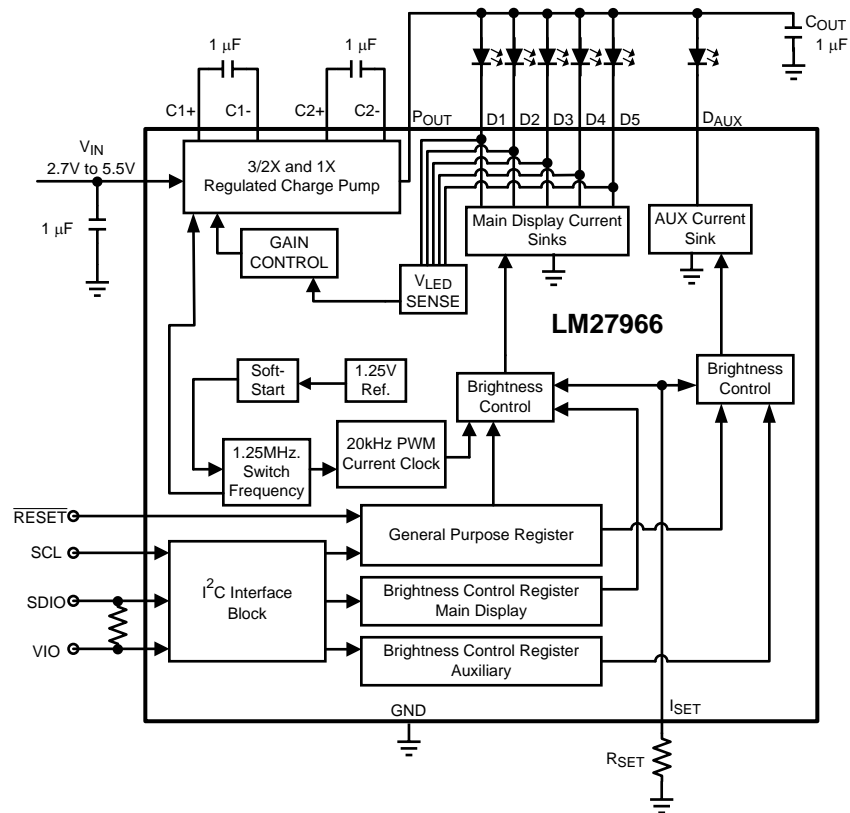 1 µF
1 µF
COUT
1 µF
C1+
C1-
C2+
C2-
POUT
D1
D2
D3
D4
D5
DAUX
VIN
2.7V to 5.5V
1 µF
3/2X and 1X
Regulated Charge Pump
GAIN
CONTROL
VLED
SENSE
Main Display Current
Sinks
AUX Current
Sink
LM27966
Soft-
Start
1.25V
Ref.
Brightness
Control
Brightness
Control
1.25MHz.
Switch
Frequency
20kHz PWM
Current Clock
RESET
SCL
SDIO
VIO
I2C Interface
Block
General Purpose Register
Brightness Control Register
Main Display
Brightness Control Register
Auxiliary
GND
ISET
RSET